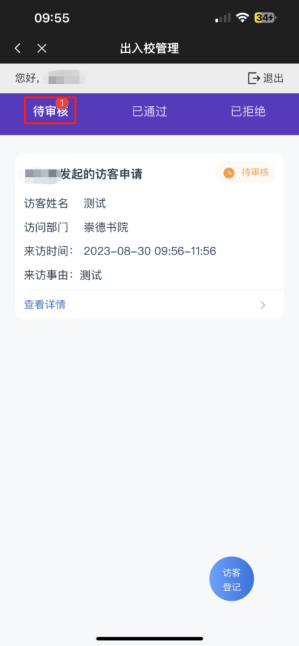 09:55
34
出入校管理
您好,
退出
待审核 1
已通过
已拒绝
发起的访客申请
待审核
访客姓名 测试
访问部门 崇德书院
来访时间： 2023-08-30 09:56-11:56
来访事由：测试
查看详情
访客
登记